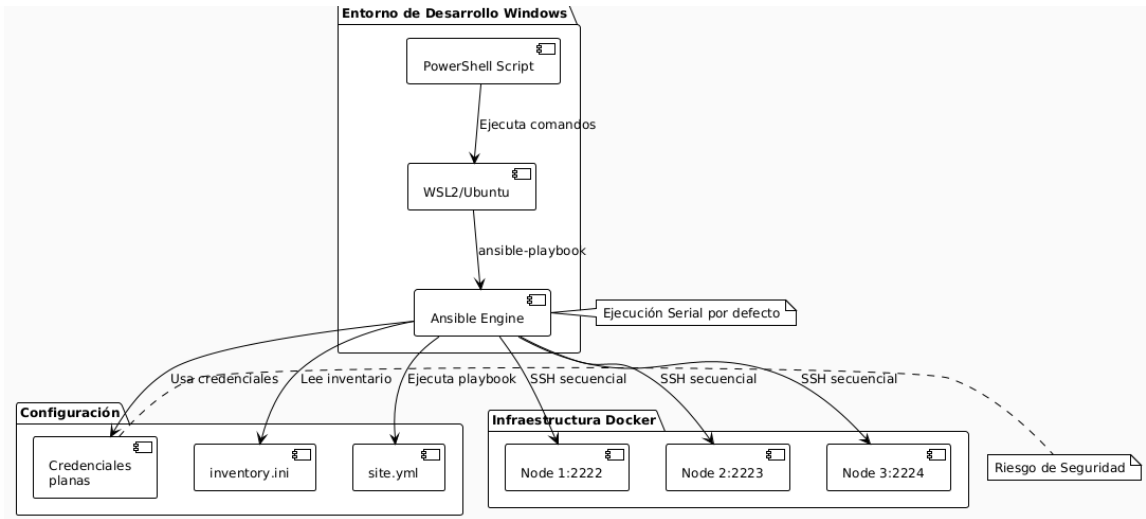 Entorno de Desarrollo Windows
PowerShell Script
Ejecuta comandos
WSL2/Ubuntu
ansible-playbook
Ansible Engine
Ejecución Serial por defecto
Usa credenciales
Lee inventario
Ejecuta playbook
SSH secuencial
SSH secuencial
SSH secuencial
Configuración
Credenciales
planas
inventory.ini
site.yml
Infraestructura Docker
Node 1:2222
Node 2:2223
Node 3:2224
Riesgo de Seguridad